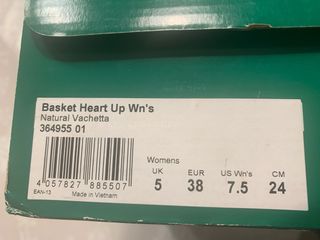 Basket Heart Up Wn's
Natural Vachetta
364955 01
Womens
UK EUR US Wn's CM
5 38 7.5 24
4 057827 885507
EAN-13 Made in Vietnam